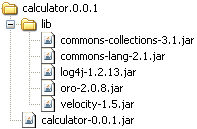 calculator.0.0.1
lib
commons-collections-3.1.jar
commons-lang-2.1.jar
log4j-1.2.13.jar
oro-2.0.8.jar
velocity-1.5.jar
calculator-0.0.1.jar